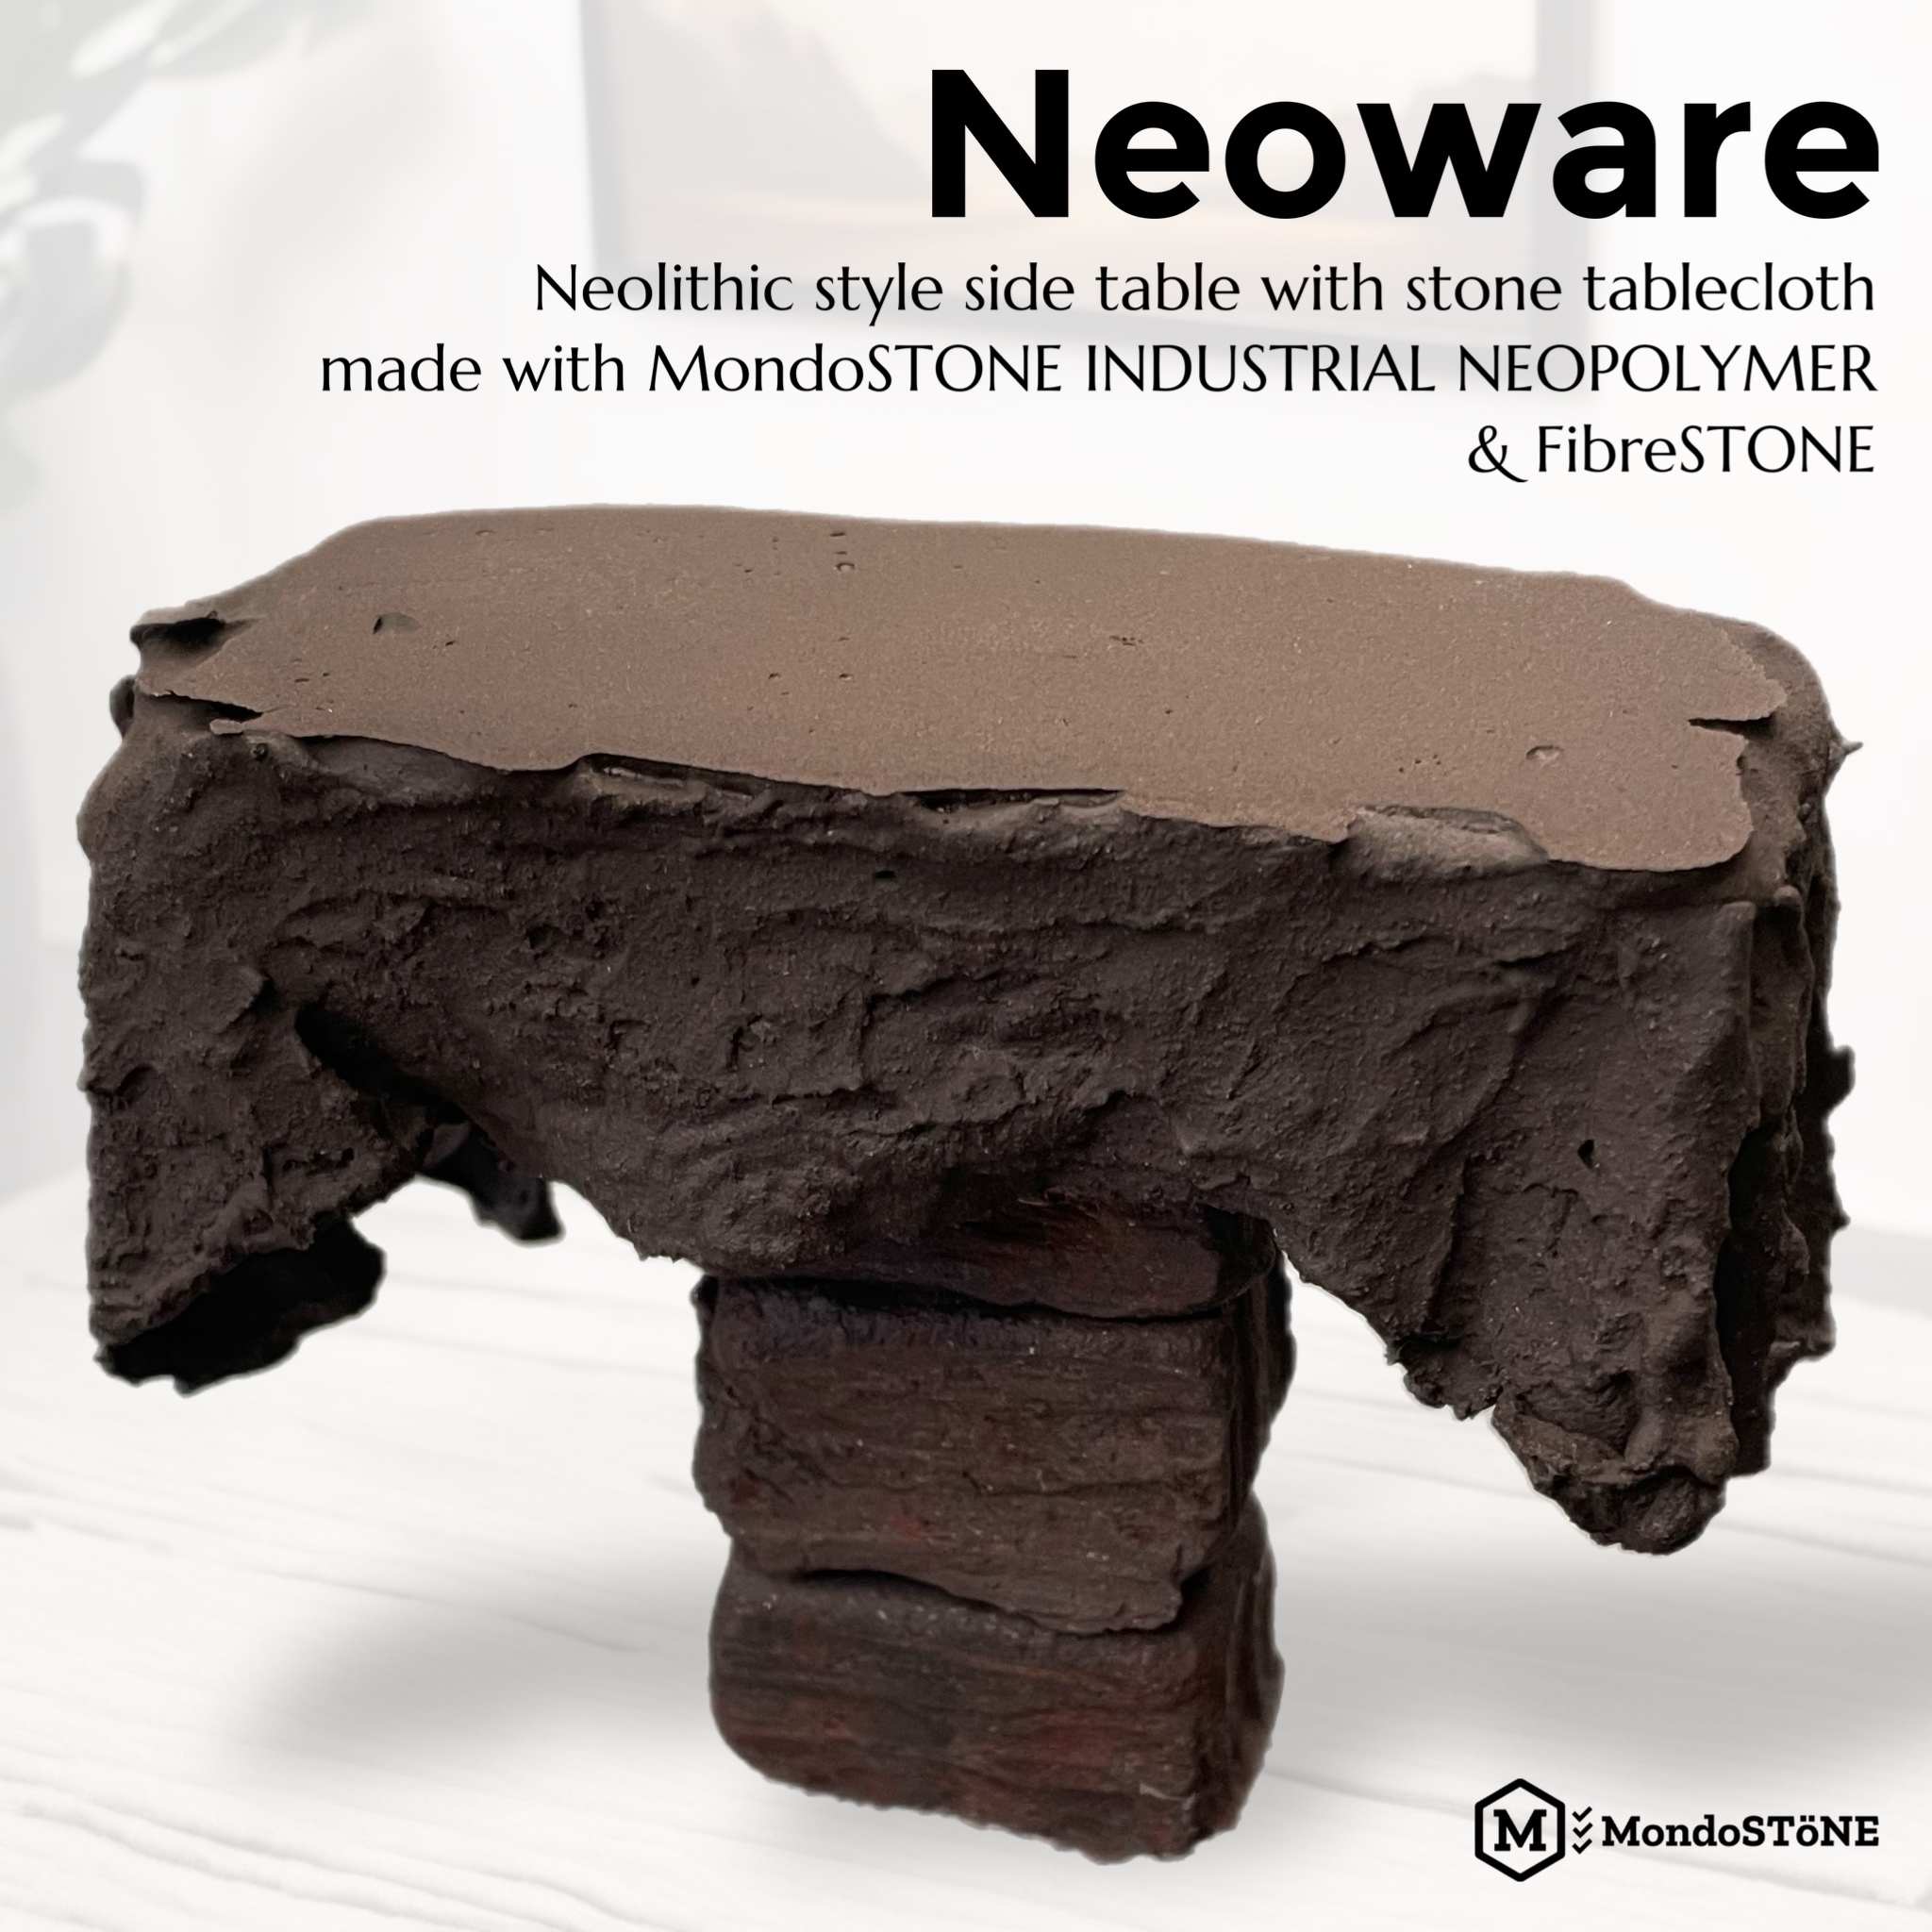 Neoware
Neolithic style side table with stone tablecloth
made with MondoSTONE INDUSTRIAL NEOPOLYMER
& FibreSTONE
M MondoSTöNE